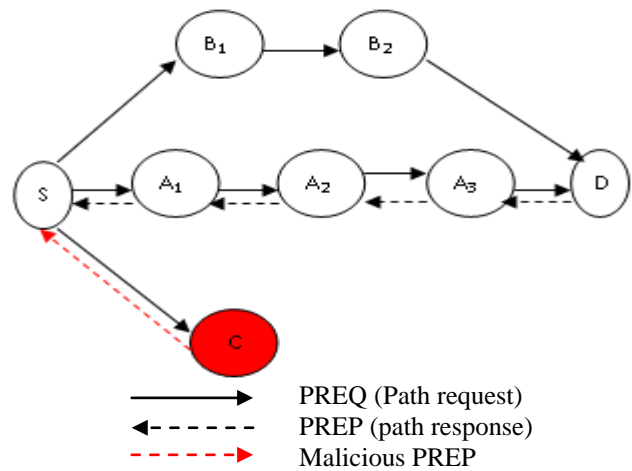 B1 B2
S A1 A2 A3 D
C
PREQ (Path request)
PREP (path response)
Malicious PREP